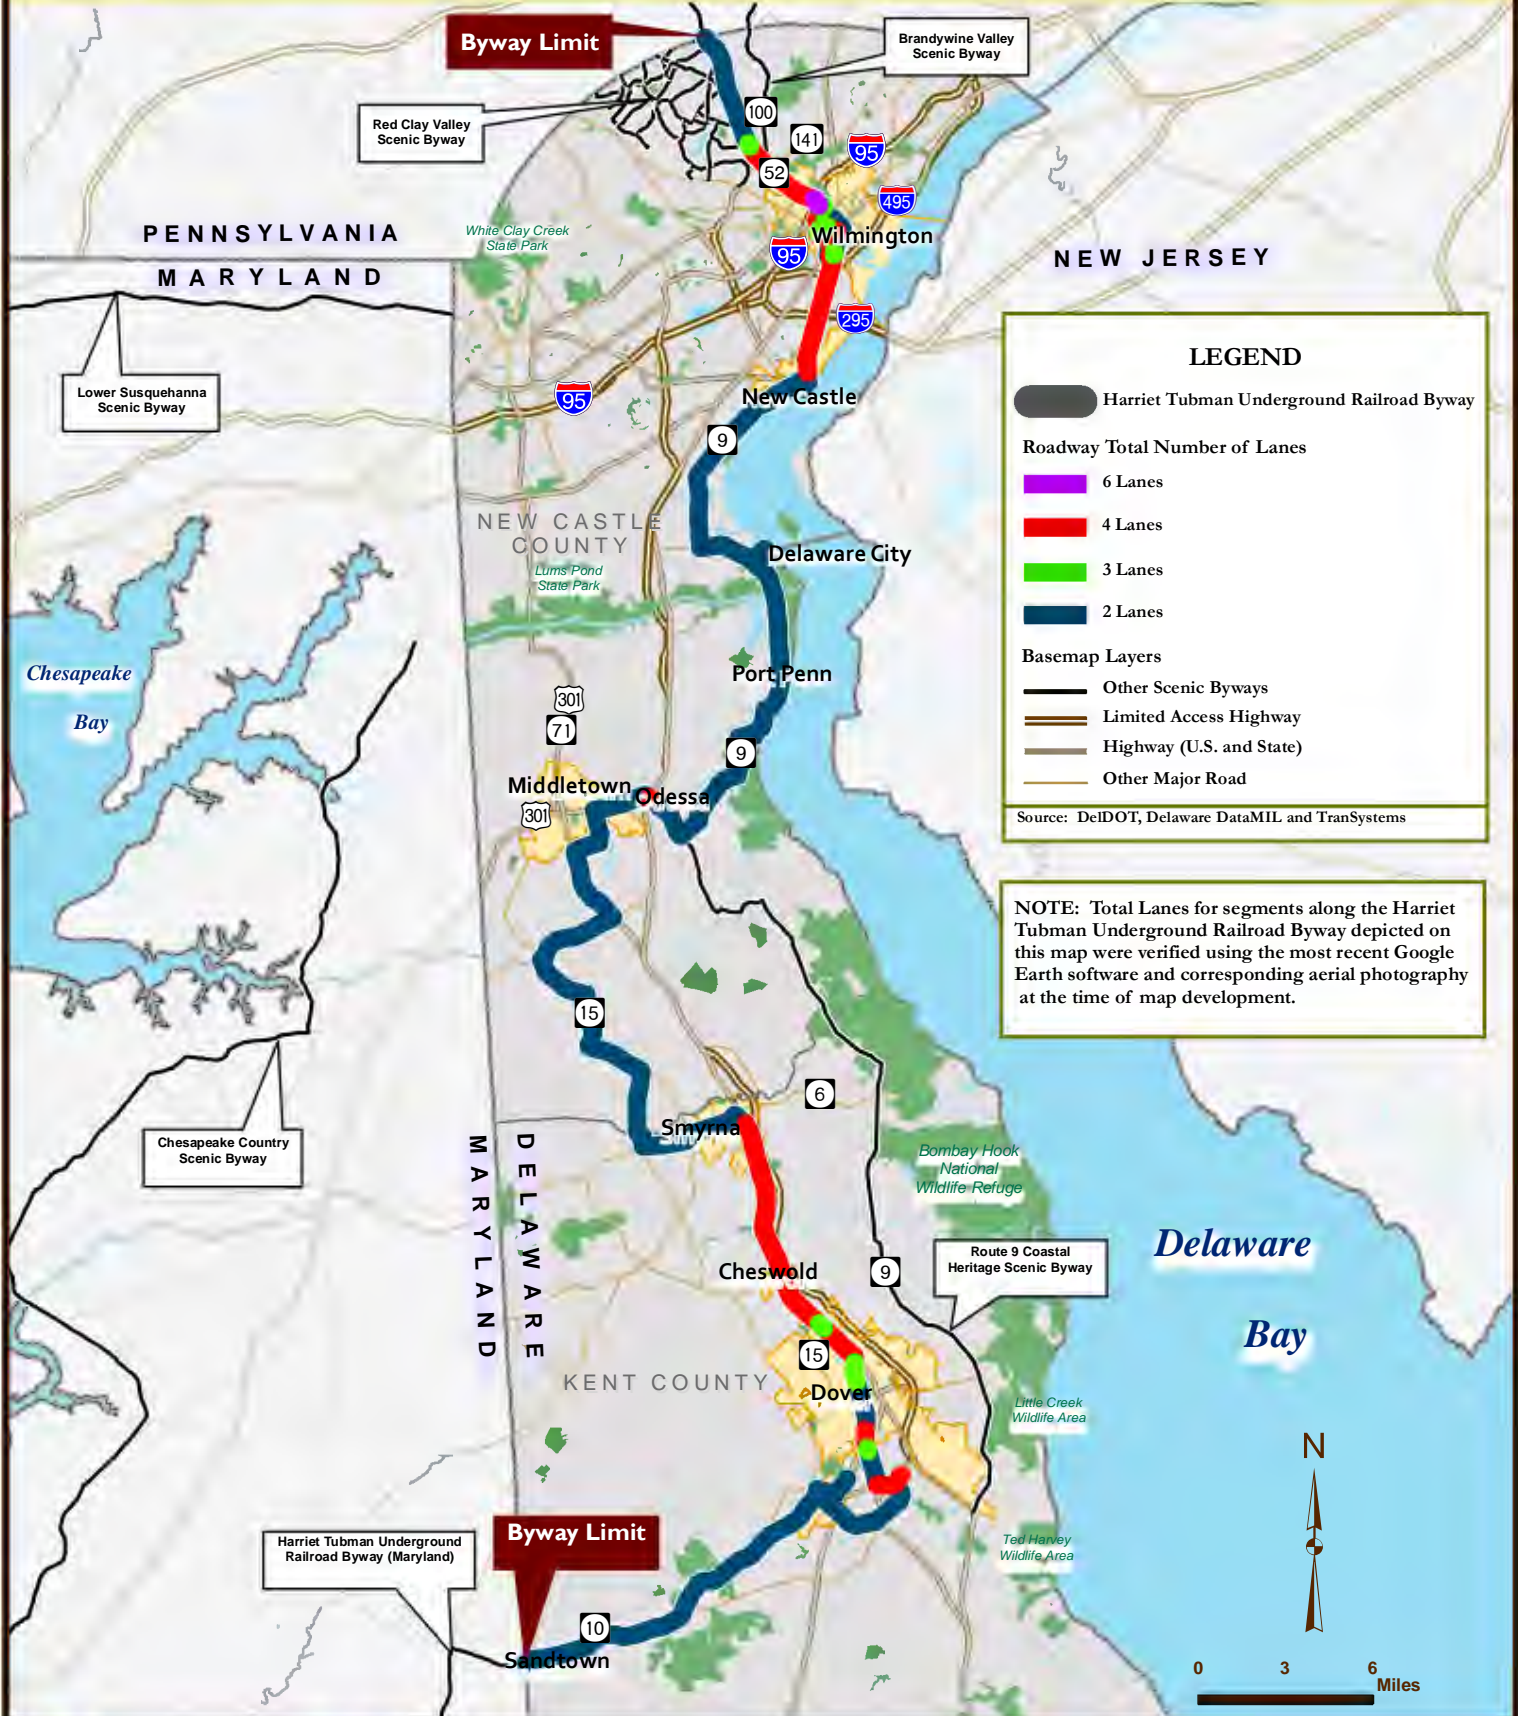 Byway Limit
Brandywine Valley
Scenic Byway
Red Clay Valley
Scenic Byway
100
141
95
52
495
PENNSYLVANIA
MARYLAND
White Clay Creek
State Park
Wilmington
95
NEW JERSEY
295
Lower Susquehanna
Scenic Byway
95
New Castle
9
LEGEND
Harriet Tubman Underground Railroad Byway
Roadway Total Number of Lanes
6 Lanes
4 Lanes
3 Lanes
2 Lanes
Basemap Layers
Other Scenic Byways
Limited Access Highway
Highway (U.S. and State)
Other Major Road
Source: DelDOT, Delaware DataMIL and TranSystems
NEW CASTLE
COUNTY
Delaware City
Lums Pond
State Park
Chesapeake
Bay
Port Penn
301
71
9
Middletown
Odessa
301
NOTE: Total Lanes for segments along the Harriet
Tubman Underground Railroad Byway depicted on
this map were verified using the most recent Google
Earth software and corresponding aerial photography
at the time of map development.
15
6
Smyrna
Chesapeake Country
Scenic Byway
MARYLAND
DELAWARE
Bombay Hook
National
Wildlife Refuge
Delaware
Bay
Route 9 Coastal
Heritage Scenic Byway
Cheswold
9
15
KENT COUNTY
Dover
Little Creek
Wildlife Area
N
Harriet Tubman Underground
Railroad Byway (Maryland)
Byway Limit
Ted Harvey
Wildlife Area
10
Sandtown
0 3 6
Miles